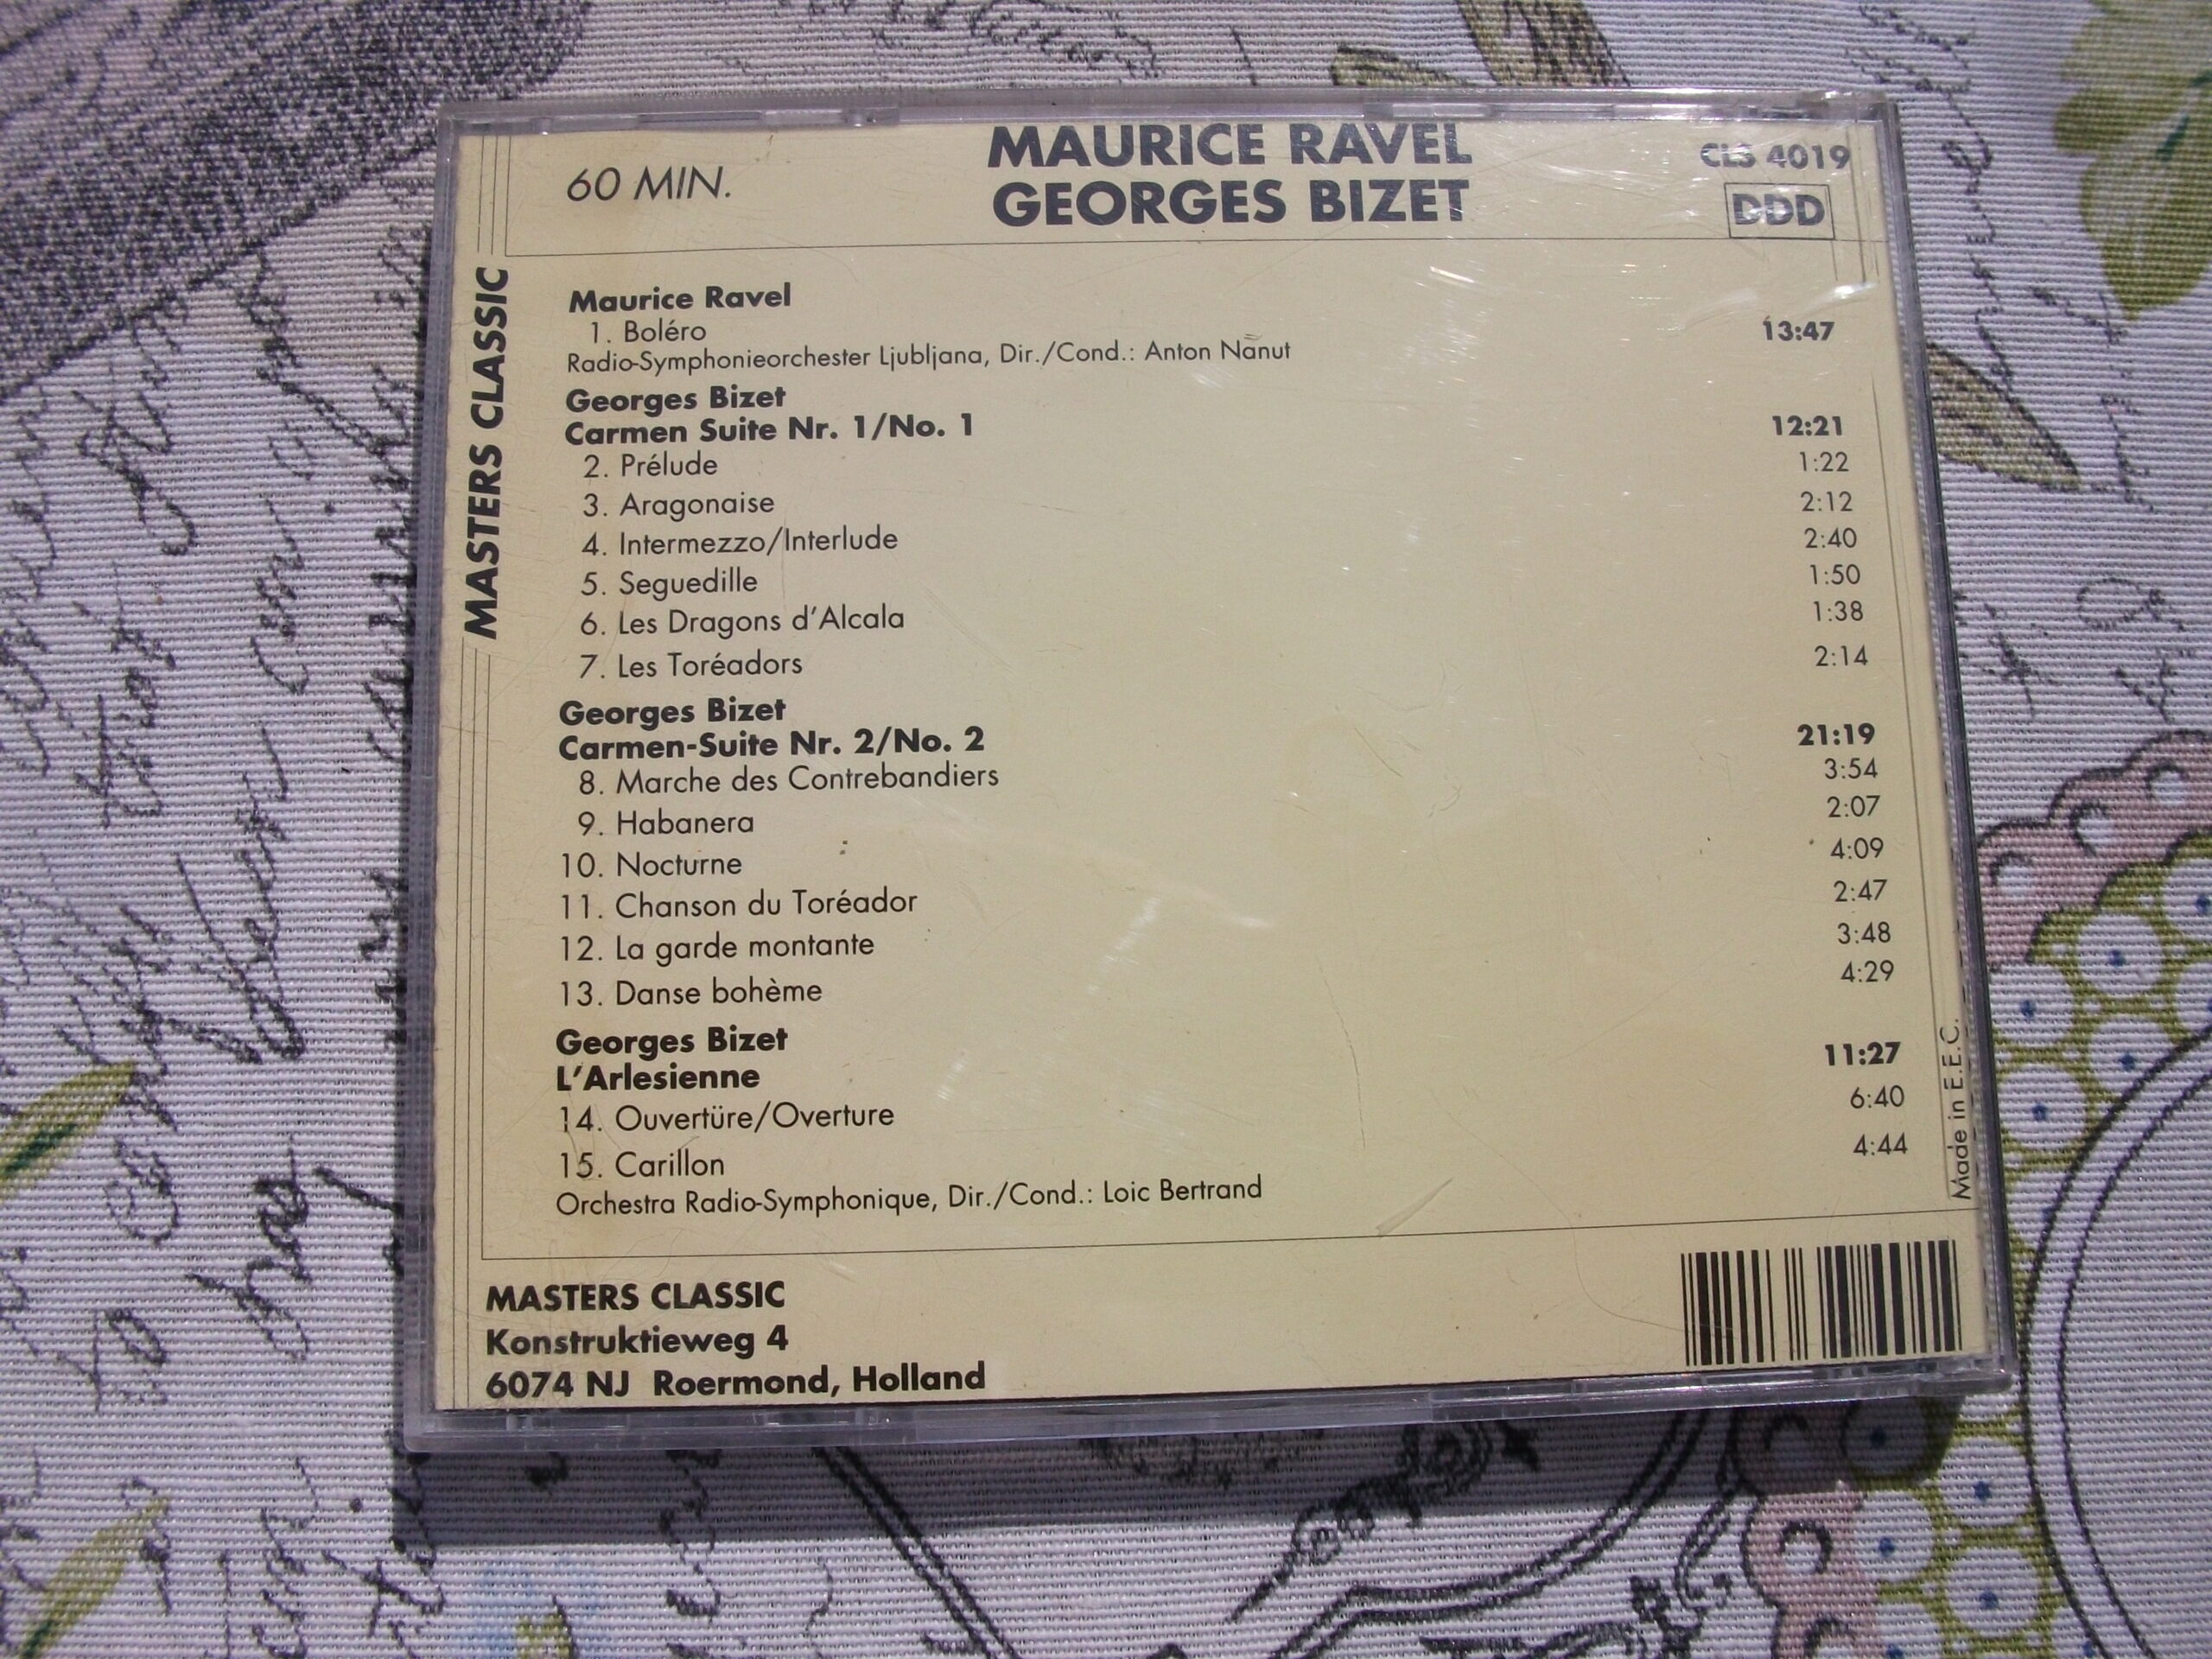 60 MIN.
MAURICE RAVEL
GEORGES BIZET
CLS 4019
DDD
MASTERS CLASSIC
Maurice Ravel
1. Boléro 13:47
Radio-Symphonieorchester Ljubljana, Dir./Cond.: Anton Nanut
Georges Bizet
Carmen Suite Nr. 1/No. 1 12:21
2. Prélude 1:22
3. Aragonaise 2:12
4. Intermezzo/Interlude 2:40
5. Seguedille 1:50
6. Les Dragons d'Alcala 1:38
7. Les Toréadors 2:14
Georges Bizet
Carmen-Suite Nr. 2/No. 2 21:19
8. Marche des Contrebandiers 3:54
9. Habanera 2:07
10. Nocturne 4:09
11. Chanson du Toréador 2:47
12. La garde montante 3:48
13. Danse bohème 4:29
Georges Bizet
L'Arlesienne 11:27
14. Ouvertüre/Overture 6:40
15. Carillon 4:44
Orchestra Radio-Symphonique, Dir./Cond.: Loic Bertrand
Made in E.E.C.
MASTERS CLASSIC
Konstruktieweg 4
6074 NJ Roermond, Holland